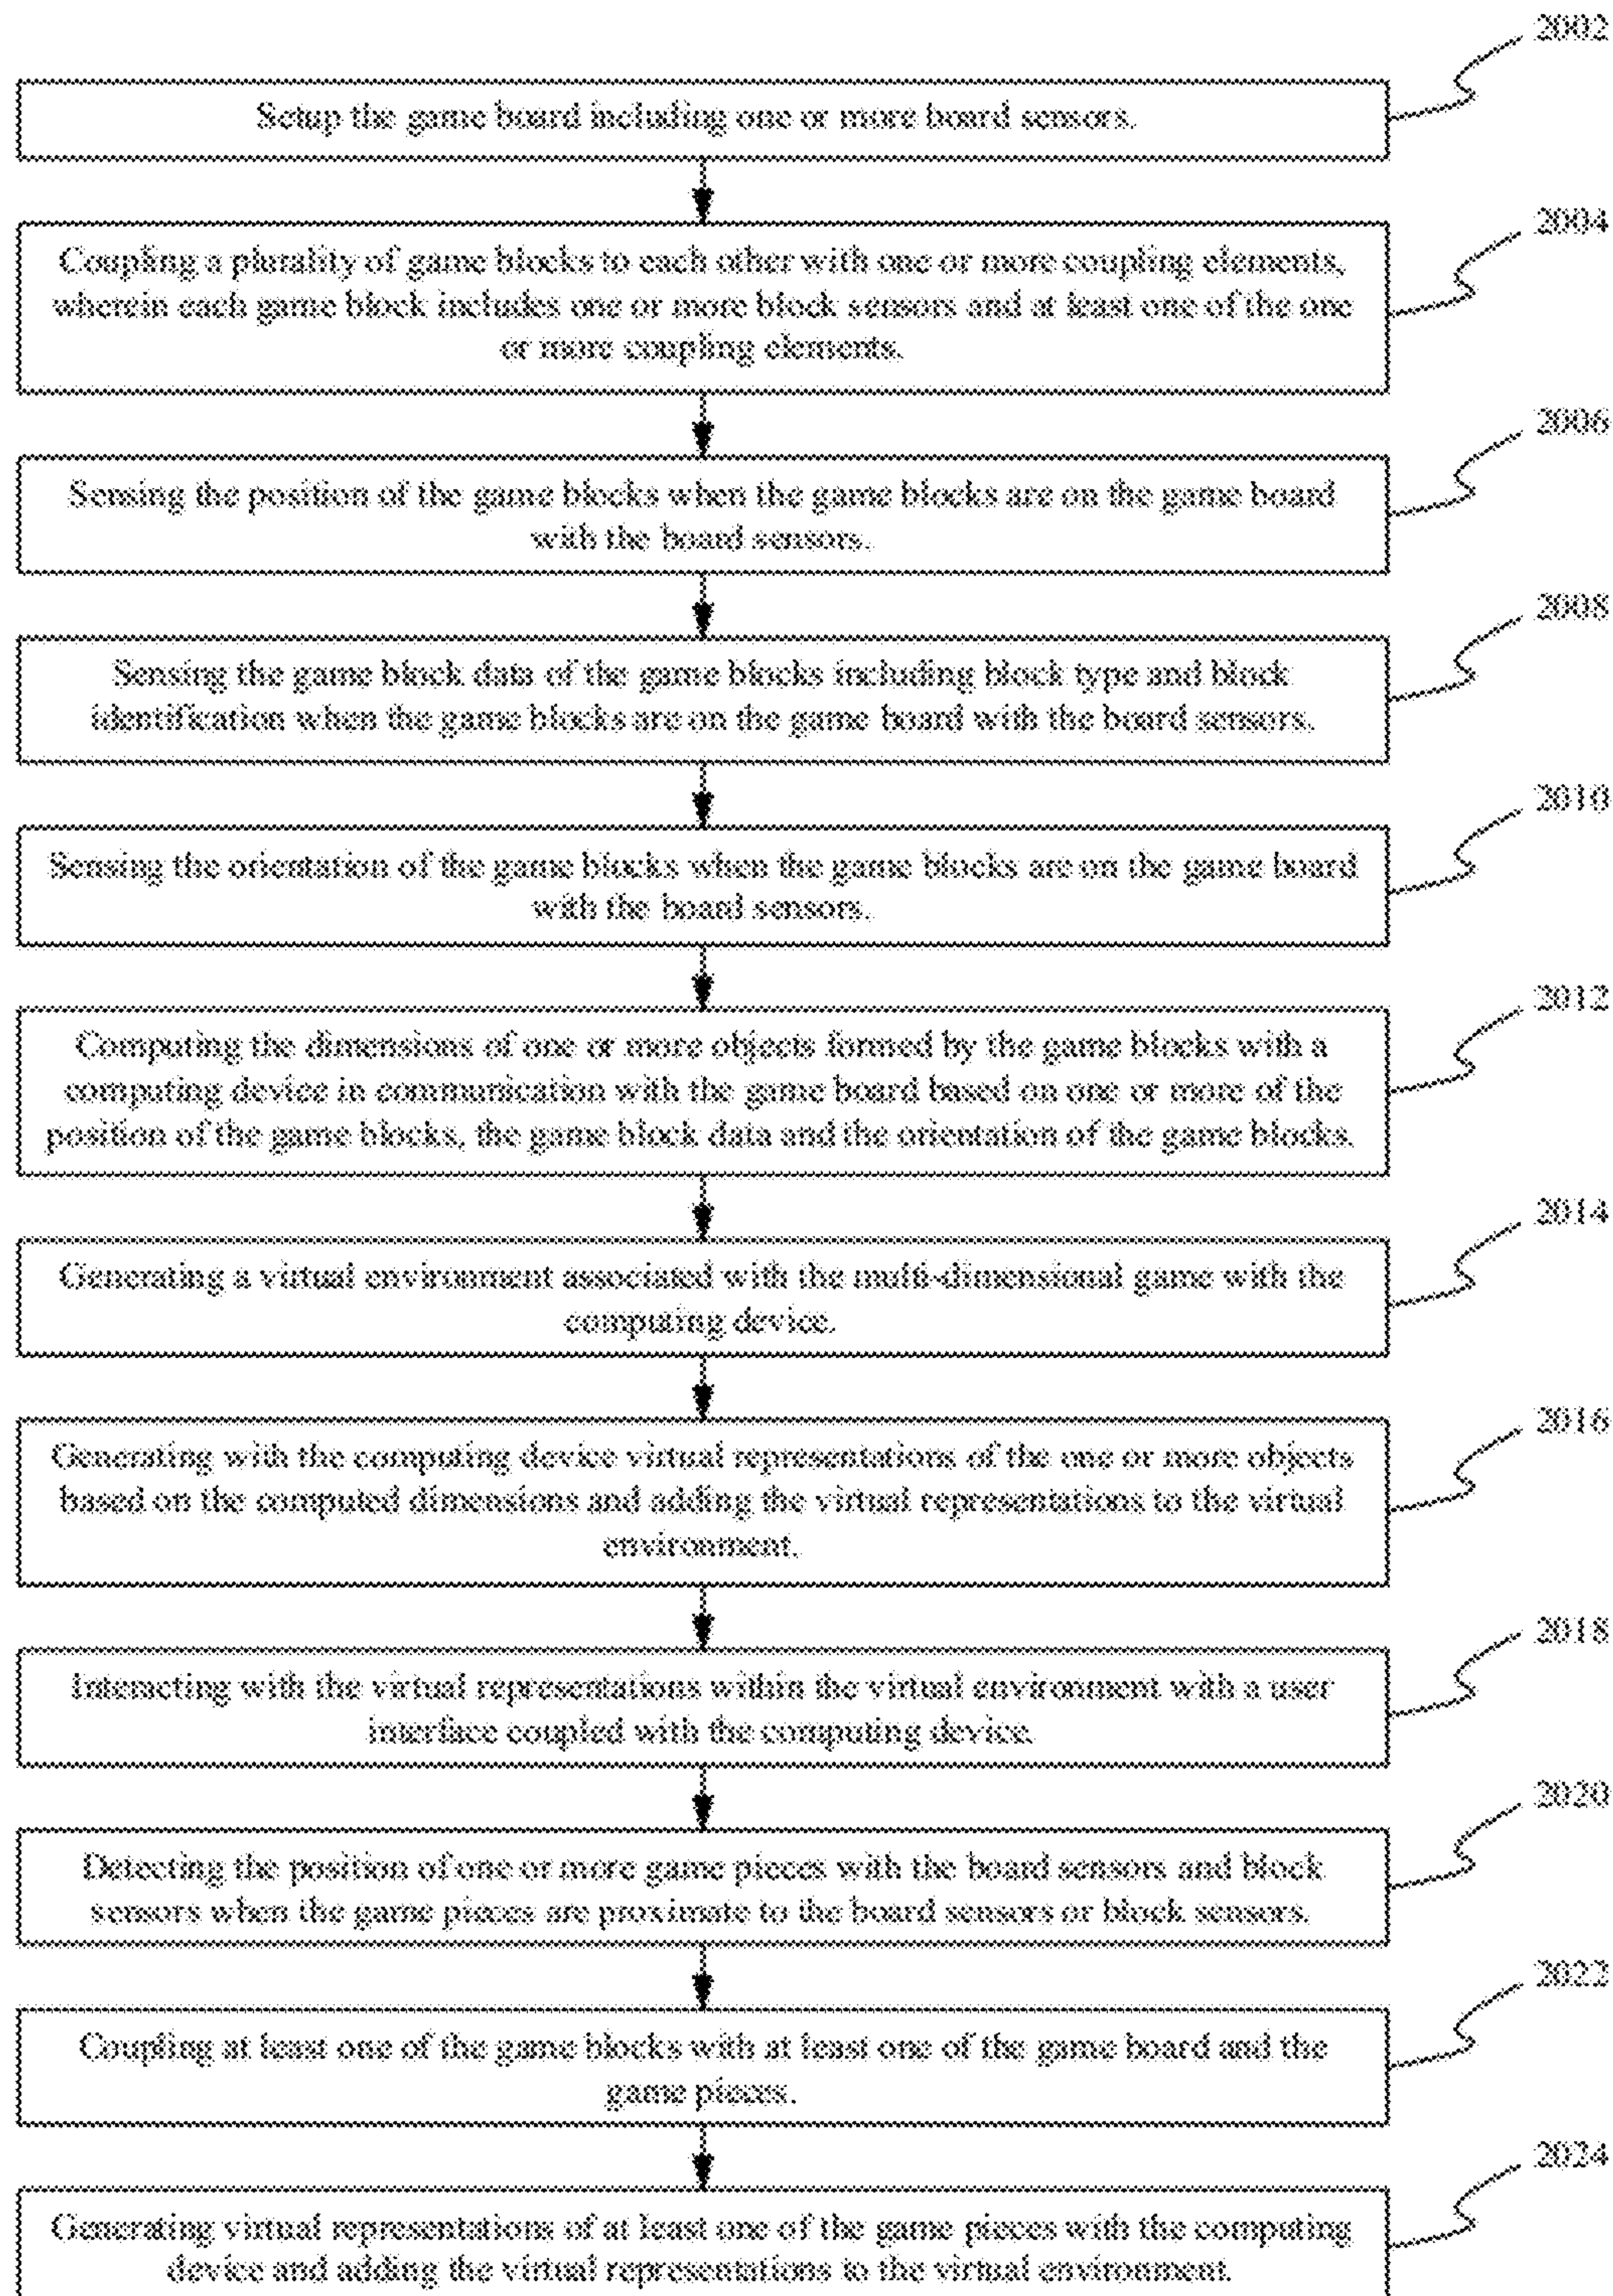 2002
Setup the game board including one or more board sensors.
2004
Coupling a plurality of game blocks to each other with one or more coupling elements,
wherein each game block includes one or more block sensors and at least one of the one
or more coupling elements.
2006
Sensing the position of the game blocks when the game blocks are on the game board
with the board sensors.
2008
Sensing the game block data of the game blocks including block type and block
identification when the game blocks are on the game board with the board sensors.
2010
Sensing the orientation of the game blocks when the game blocks are on the game board
with the board sensors.
2012
Computing the dimensions of one or more objects formed by the game blocks with a
computing device in communication with the game board based on one or more of the
position of the game blocks, the game block data and the orientation of the game blocks.
2014
Generating a virtual environment associated with the multi-dimensional game with the
computing device.
2016
Generating with the computing device virtual representations of the one or more objects
based on the computed dimensions and adding the virtual representations to the virtual
environment.
2018
Interacting with the virtual representations within the virtual environment with a user
interface coupled with the computing device.
2020
Detecting the position of one or more game pieces with the board sensors and block
sensors when the game pieces are proximate to the board sensors or block sensors.
2022
Coupling at least one of the game blocks with at least one of the game board and the
game pieces.
2024
Generating virtual representations of at least one of the game pieces with the computing
device and adding the virtual representations to the virtual environment.